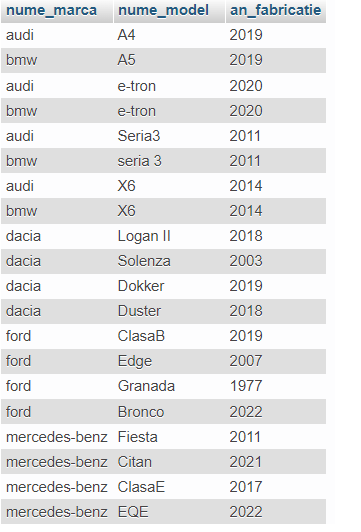 nume_marca nume_model an_fabricatie
audi A4 2019
bmw A5 2019
audi e-tron 2020
bmw e-tron 2020
audi Seria3 2011
bmw seria 3 2011
audi X6 2014
bmw X6 2014
dacia Logan II 2018
dacia Solenza 2003
dacia Dokker 2019
dacia Duster 2018
ford ClasaB 2019
ford Edge 2007
ford Granada 1977
ford Bronco 2022
mercedes-benz Fiesta 2011
mercedes-benz Citan 2021
mercedes-benz ClasaE 2017
mercedes-benz EQE 2022